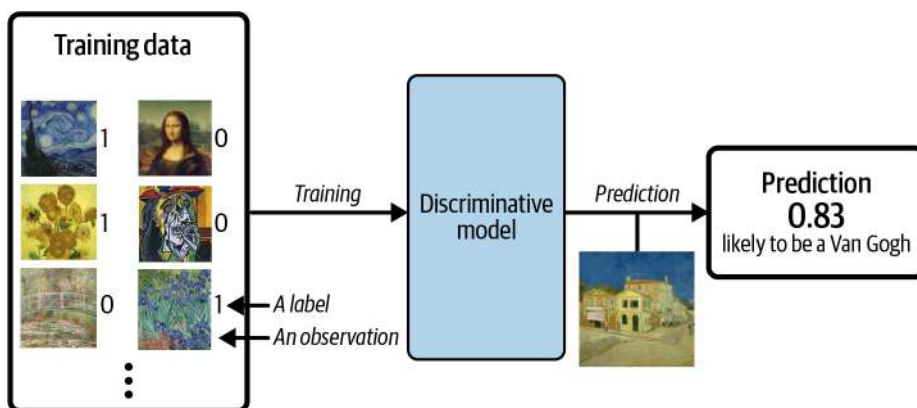 Training data
1
0
1
0
0
1
A label
An observation
Training
Discriminative
model
Prediction
Prediction
0.83
likely to be a Van Gogh